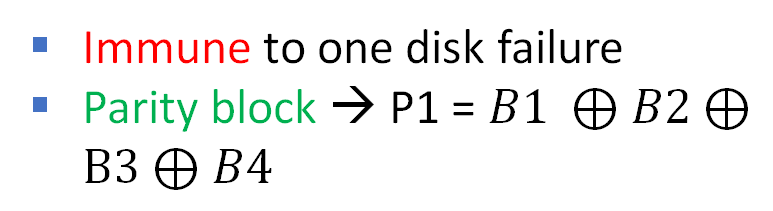 ▪ Immune to one disk failure
▪ Parity block → P1 = 𝐵1 ⊕ 𝐵2 ⊕
B3 ⊕ 𝐵4